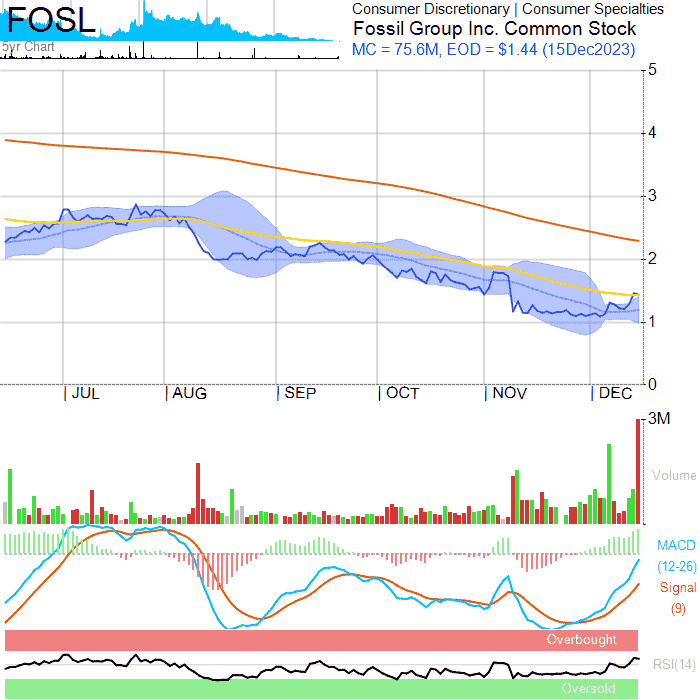 FOSL
Consumer Discretionary | Consumer Specialties
Fossil Group Inc. Common Stock
MC = 75.6M, EOD = $1.44 (15Dec2023)
5yr Chart
5
4
3
2
1
0
| JUL | AUG | SEP | OCT | NOV | DEC
3M
Volume
MACD
(12-26)
Signal
(9)
Overbought
RSI(14)
Oversold